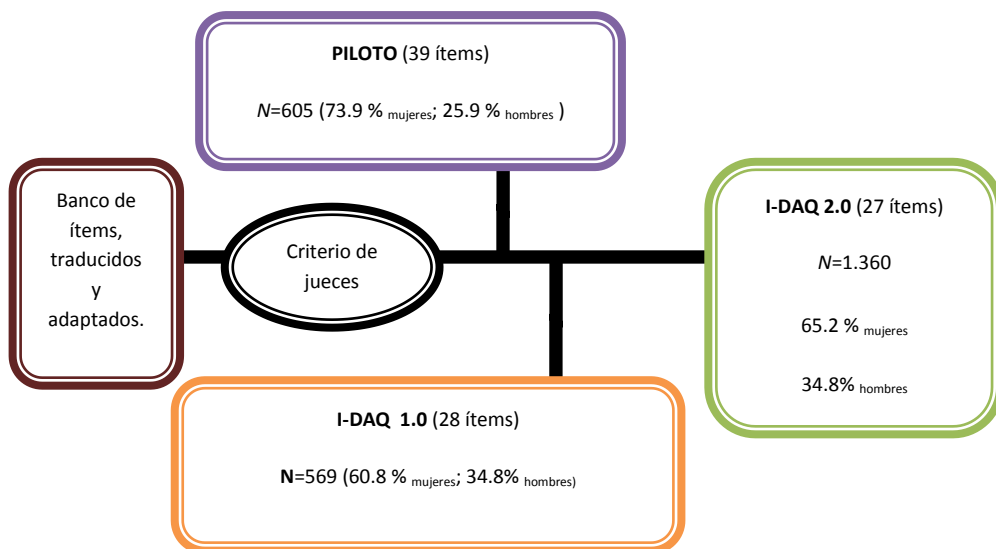 PILOTO (39 ítems)
N=605 (73.9 % mujeres; 25.9 % hombres )
Banco de
ítems,
traducidos
y
adaptados.
Criterio de
jueces
I-DAQ 2.0 (27 ítems)
N=1.360
65.2 % mujeres
34.8% hombres
I-DAQ 1.0 (28 ítems)
N=569 (60.8 % mujeres; 34.8% hombres)